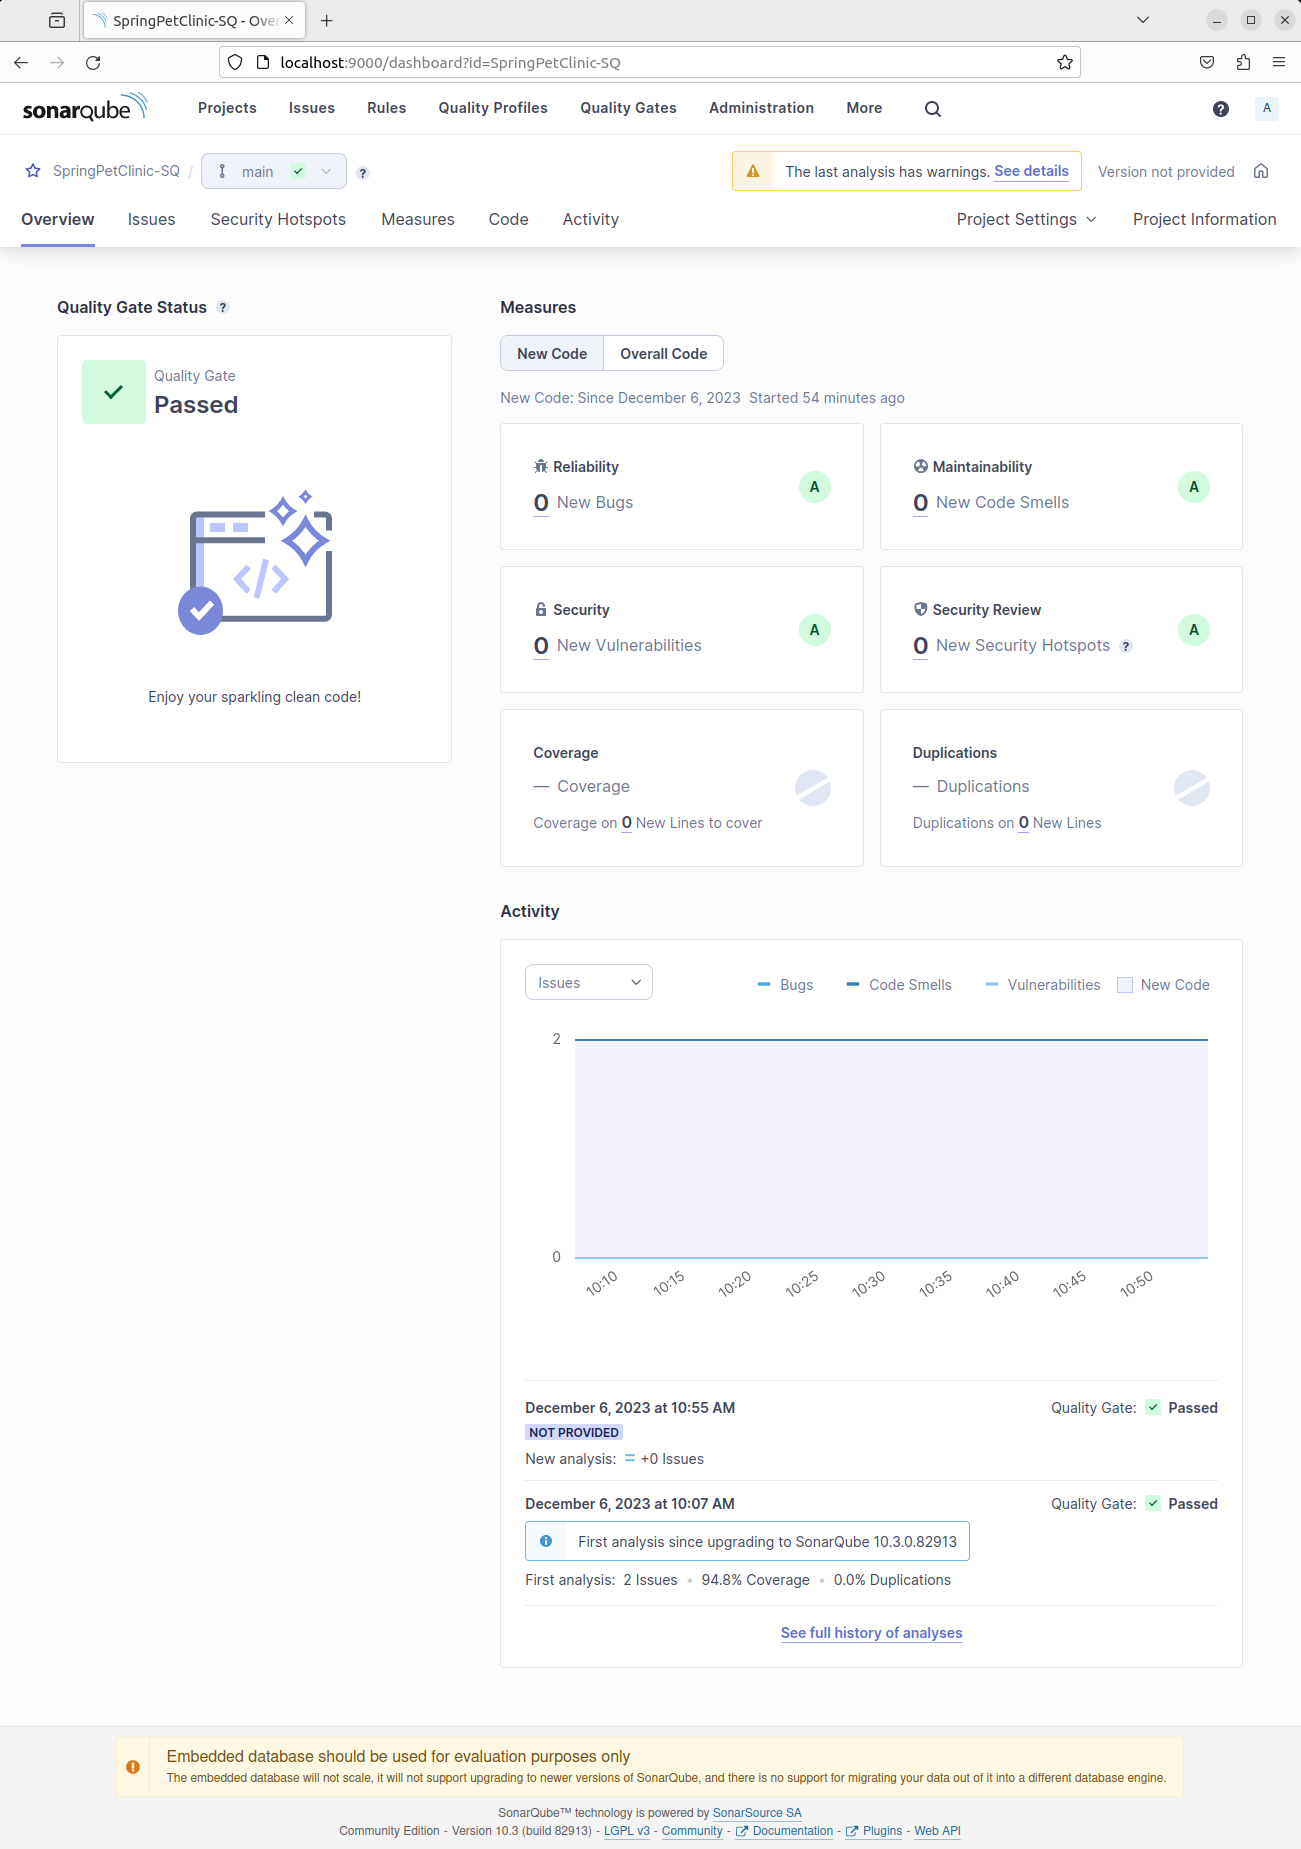 SpringPetClinic-SQ - Over
localhost:9000/dashboard?id=SpringPetClinic-SQ
sonarqube Projects Issues Rules Quality Profiles Quality Gates Administration More ? A
SpringPetClinic-SQ / main ? The last analysis has warnings. See details Version not provided
Overview Issues Security Hotspots Measures Code Activity Project Settings Project Information
Quality Gate Status ?
Quality Gate
Passed
</>
Enjoy your sparkling clean code!
Measures
New Code Overall Code
New Code: Since December 6, 2023 Started 54 minutes ago
Reliability
0 New Bugs A
Maintainability
0 New Code Smells A
Security
0 New Vulnerabilities A
Security Review
0 New Security Hotspots ? A
Coverage
— Coverage
Coverage on 0 New Lines to cover
Duplications
— Duplications
Duplications on 0 New Lines
Activity
Issues Bugs Code Smells Vulnerabilities New Code
2
0
10:10 10:15 10:20 10:25 10:30 10:35 10:40 10:45 10:50
December 6, 2023 at 10:55 AM Quality Gate: Passed
NOT PROVIDED
New analysis: = +0 Issues
December 6, 2023 at 10:07 AM Quality Gate: Passed
First analysis since upgrading to SonarQube 10.3.0.82913
First analysis: 2 Issues • 94.8% Coverage • 0.0% Duplications
See full history of analyses
Embedded database should be used for evaluation purposes only
The embedded database will not scale, it will not support upgrading to newer versions of SonarQube, and there is no support for migrating your data out of it into a different database engine.
SonarQube™ technology is powered by SonarSource SA
Community Edition - Version 10.3 (build 82913) - LGPL v3 - Community - Documentation - Plugins - Web API